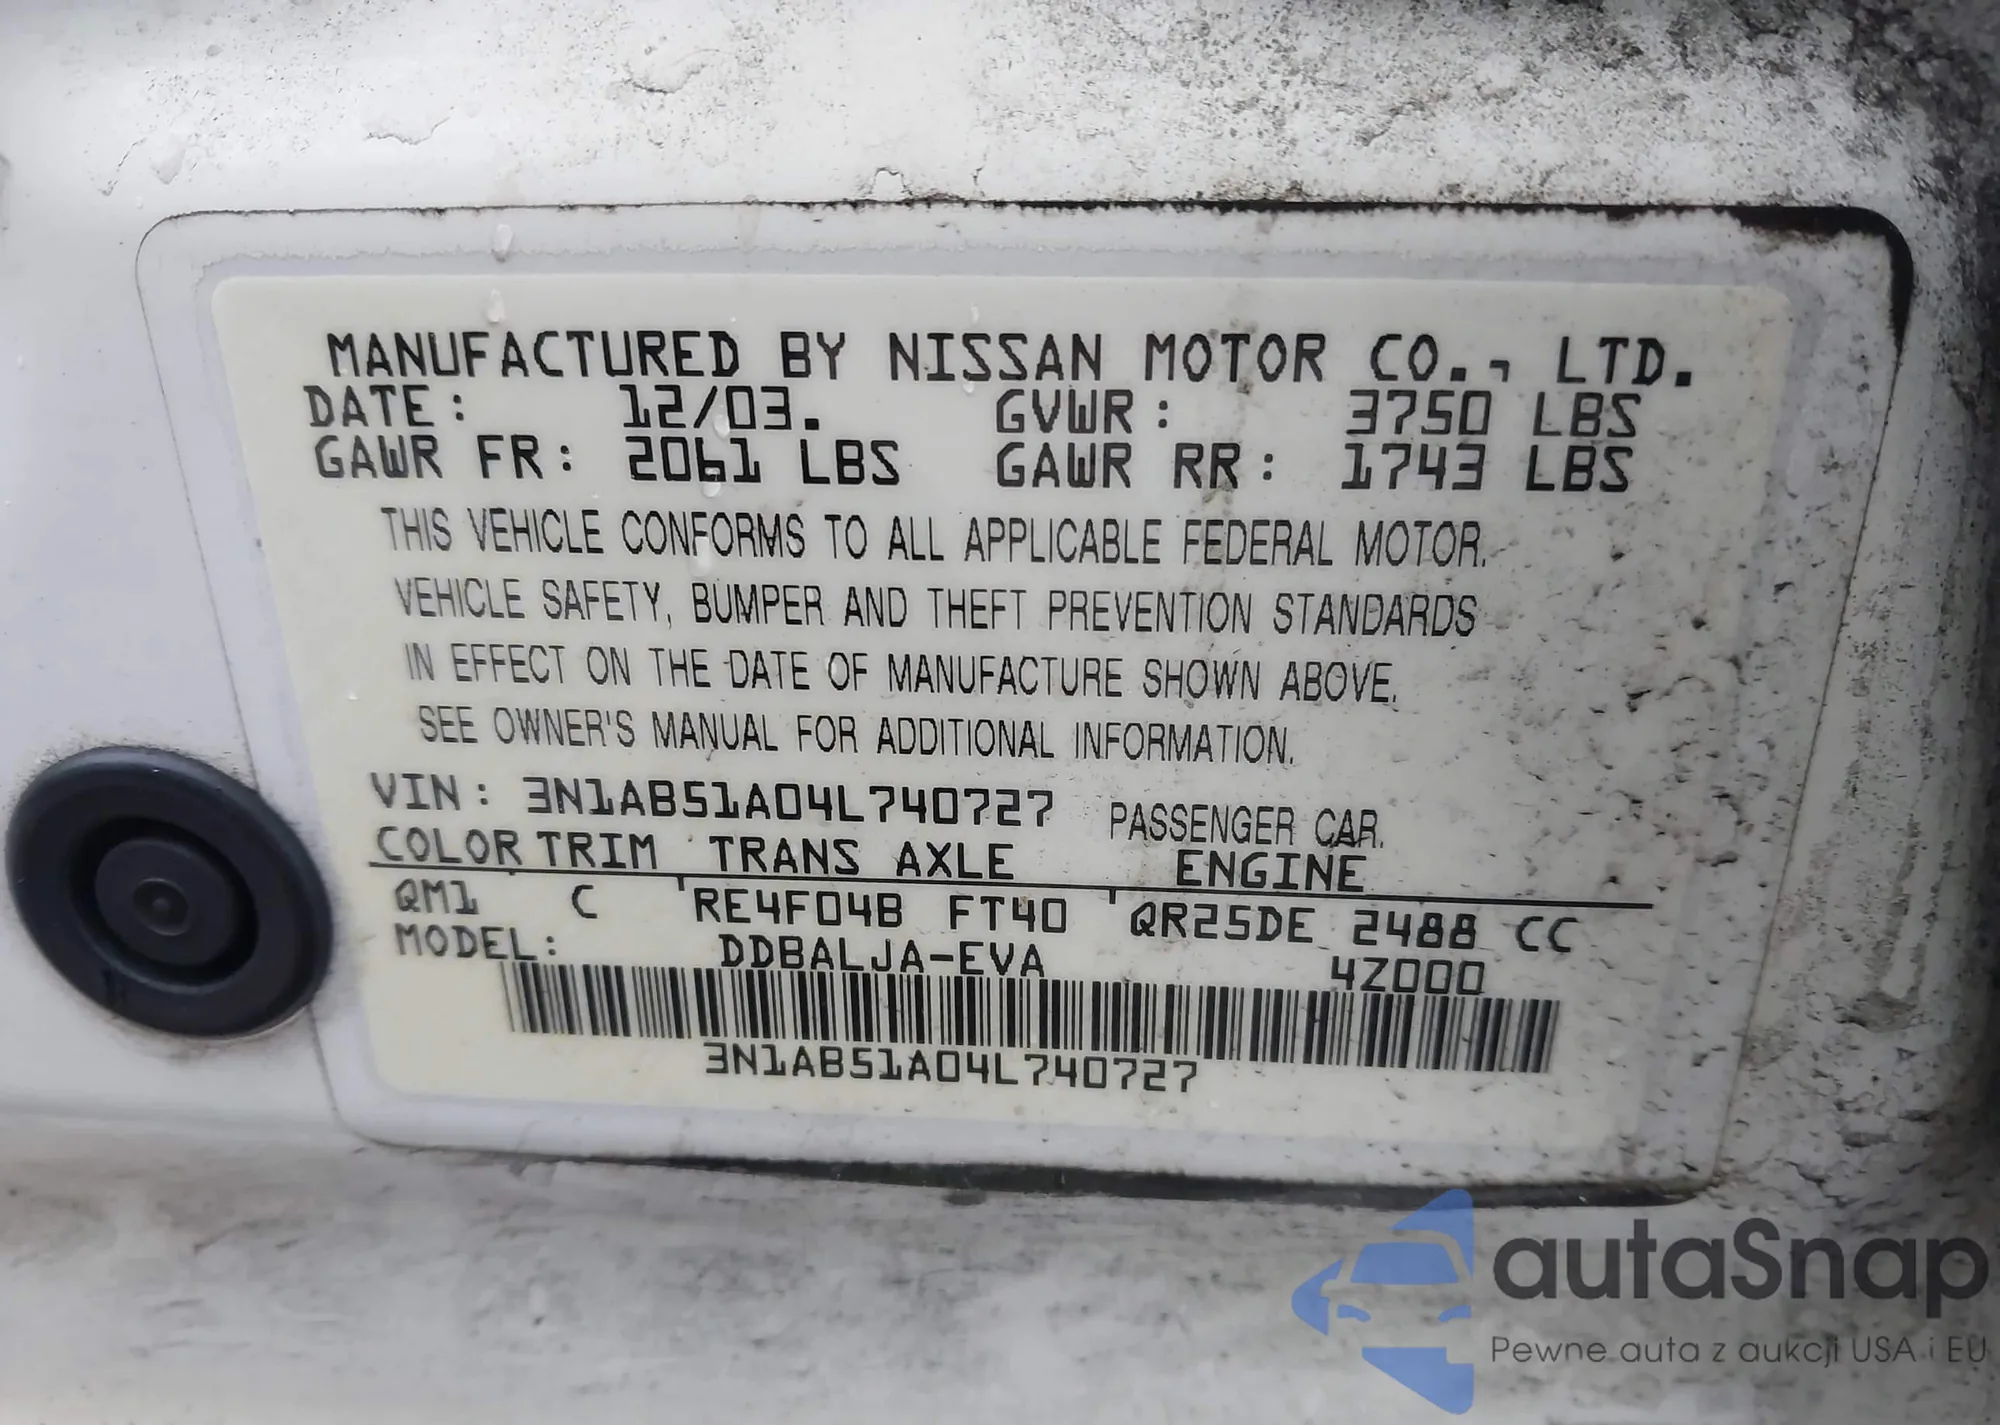 MANUFACTURED BY NISSAN MOTOR CO., LTD.
DATE: 12/03. GVWR: 3750 LBS
GAWR FR: 2061 LBS GAWR RR: 1743 LBS
THIS VEHICLE CONFORMS TO ALL APPLICABLE FEDERAL MOTOR
VEHICLE SAFETY, BUMPER AND THEFT PREVENTION STANDARDS
IN EFFECT ON THE DATE OF MANUFACTURE SHOWN ABOVE.
SEE OWNER'S MANUAL FOR ADDITIONAL INFORMATION.
VIN: 3N1AB51A04L740727 PASSENGER CAR.
COLOR TRIM TRANS AXLE ENGINE
QM1 C RE4F04B FT40 QR25DE 2488 CC
MODEL: DDBALJA-EVA 4Z000
3N1AB51A04L740727
autaSnap
Pewne auta z aukcji USA i EU